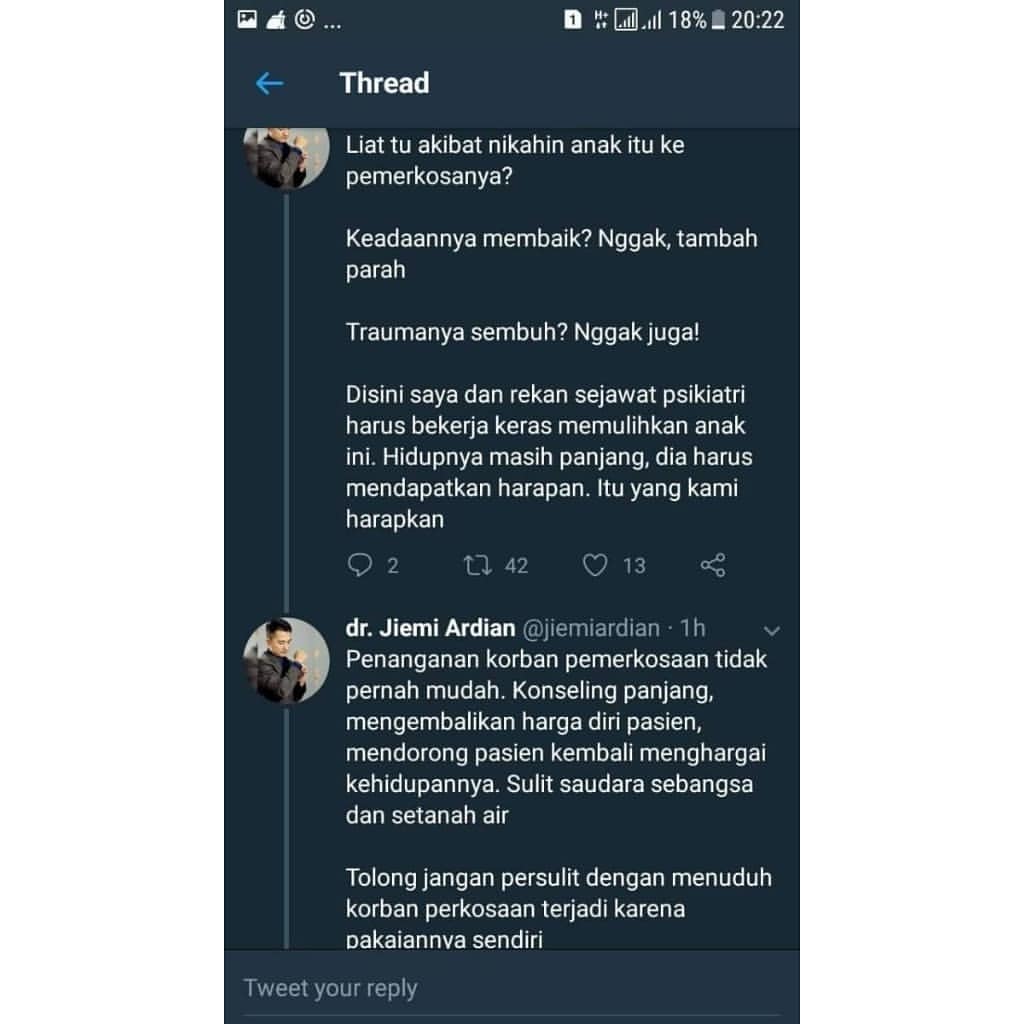 ... 1 H+ 18% 20:22
Thread
Liat tu akibat nikahin anak itu ke
pemerkosanya?
Keadaannya membaik? Nggak, tambah
parah
Traumanya sembuh? Nggak juga!
Disini saya dan rekan sejawat psikiatri
harus bekerja keras memulihkan anak
ini. Hidupnya masih panjang, dia harus
mendapatkan harapan. Itu yang kami
harapkan
2 42 13
dr. Jiemi Ardian @jiemiardian · 1h
Penanganan korban pemerkosaan tidak
pernah mudah. Konseling panjang,
mengembalikan harga diri pasien,
mendorong pasien kembali menghargai
kehidupannya. Sulit saudara sebangsa
dan setanah air
Tolong jangan persulit dengan menuduh
korban perkosaan terjadi karena
pakaiannya sendiri
Tweet your reply